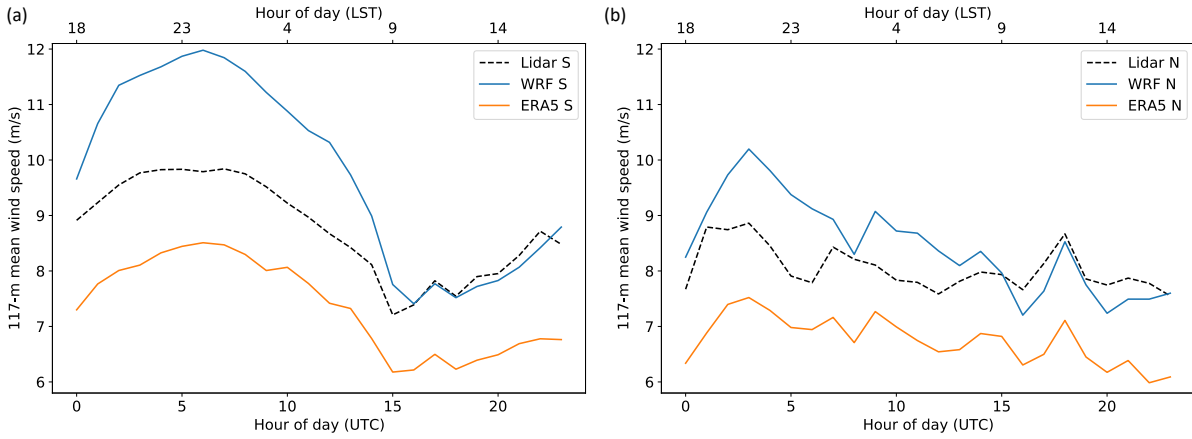 (a)
Hour of day (LST)
18 23 4 9 14
Lidar S
WRF S
ERA5 S
117-m mean wind speed (m/s)
12
11
10
9
8
7
6
0 5 10 15 20
Hour of day (UTC)
(b)
Hour of day (LST)
18 23 4 9 14
Lidar N
WRF N
ERA5 N
117-m mean wind speed (m/s)
12
11
10
9
8
7
6
0 5 10 15 20
Hour of day (UTC)